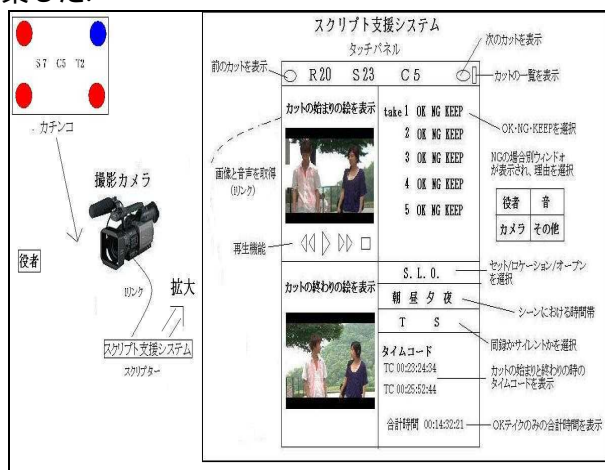 S7 C5 T2
カチンコ
撮影カメラ
役者
リンク
拡大
スクリプト支援システム
スクリプター
スクリプト支援システム
タッチパネル
前のカットを表示
次のカットを表示
R20 S23 C5
カットの一覧を表示
カットの始まりの絵を表示
画像と音声を取得
(リンク)
再生機能
take1 OK NG KEEP
2 OK NG KEEP
3 OK NG KEEP
4 OK NG KEEP
5 OK NG KEEP
OK・NG・KEEPを選択
NGの場合別ウィンドォ
が表示され、理由を選択
役者 音
カメラ その他
カットの終わりの絵を表示
S.L.O.
セット/ロケーション/オープン
を選択
朝 昼 夕 夜
シーンにおける時間帯
T S
同録かサイレントかを選択
タイムコード
TC 00:23:24:34
TC 00:25:52:44
カットの始まりと終わりの時の
タイムコードを表示
合計時間 00:14:32:21
OKテイクのみの合計時間を表示